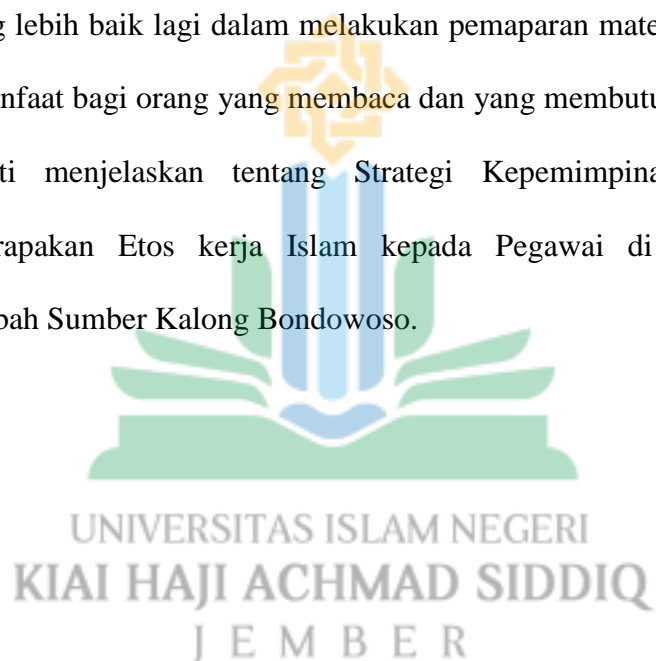 g lebih baik lagi dalam melakukan pemaparan mate
nfaat bagi orang yang membaca dan yang membutu
ti menjelaskan tentang Strategi Kepemimpina
rapakan Etos kerja Islam kepada Pegawai di
bah Sumber Kalong Bondowoso.
UNIVERSITAS ISLAM NEGERI
KIAI HAJI ACHMAD SIDDIQ
JEMBER